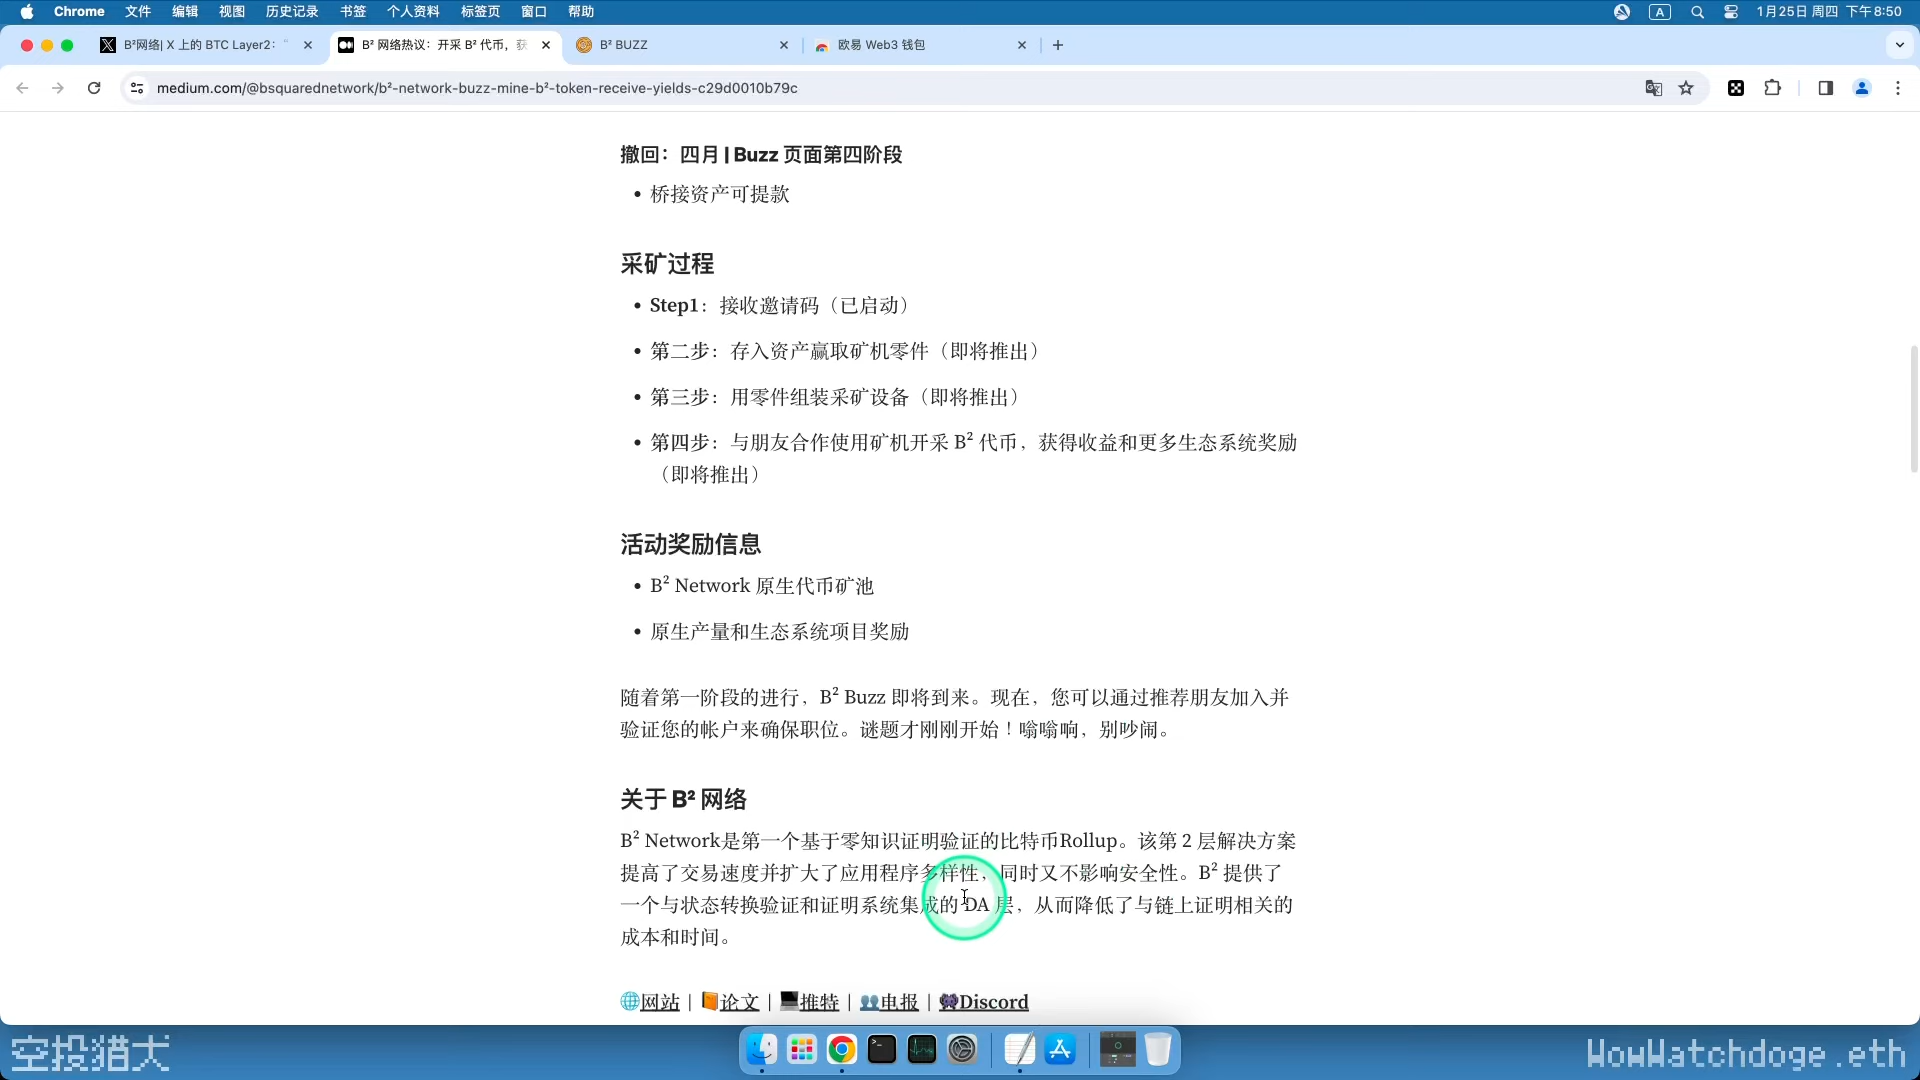 Chrome 文件 编辑 视图 历史记录 书签 个人资料 标签页 窗口 帮助 A 1月25日 周四 下午8:50
B²网络| X 上的 BTC Layer2:“ B² 网络热议：开采 B² 代币，获 B² BUZZ 欧易 Web3 钱包
medium.com/@bsquarednetwork/b²-network-buzz-mine-b²-token-receive-yields-c29d0010b79c
撤回：四月 | Buzz 页面第四阶段
• 桥接资产可提款
采矿过程
• Step1：接收邀请码（已启动）
• 第二步：存入资产赢取矿机零件（即将推出）
• 第三步：用零件组装采矿设备（即将推出）
• 第四步：与朋友合作使用矿机开采 B² 代币，获得收益和更多生态系统奖励
（即将推出）
活动奖励信息
• B² Network 原生代币矿池
• 原生产量和生态系统项目奖励
随着第一阶段的进行，B² Buzz 即将到来。现在，您可以通过推荐朋友加入并
验证您的帐户来确保职位。谜题才刚刚开始！嗡嗡响，别吵闹。
关于 B² 网络
B² Network是第一个基于零知识证明验证的比特币Rollup。该第 2 层解决方案
提高了交易速度并扩大了应用程序多样性，同时又不影响安全性。B² 提供了
一个与状态转换验证和证明系统集成的 DA 层，从而降低了与链上证明相关的
成本和时间。
🌐网站 | 📙论文 | 💻推特 | 👥电报 | 👾Discord
空投猎犬
WowWatchdoge.eth